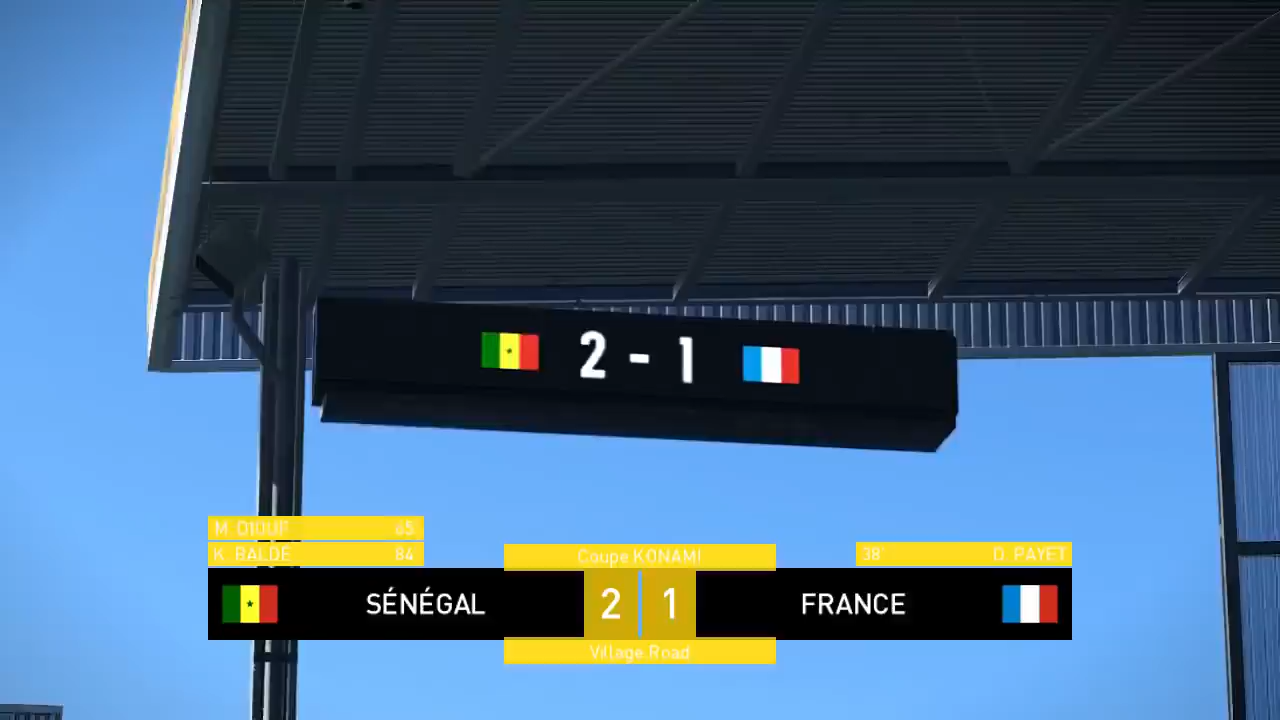 2 - 1
M. DIOUF 65'
K. BALDÉ 84'
Coupe KONAMI
38' D. PAYET
SÉNÉGAL 2 1 FRANCE
Village Road